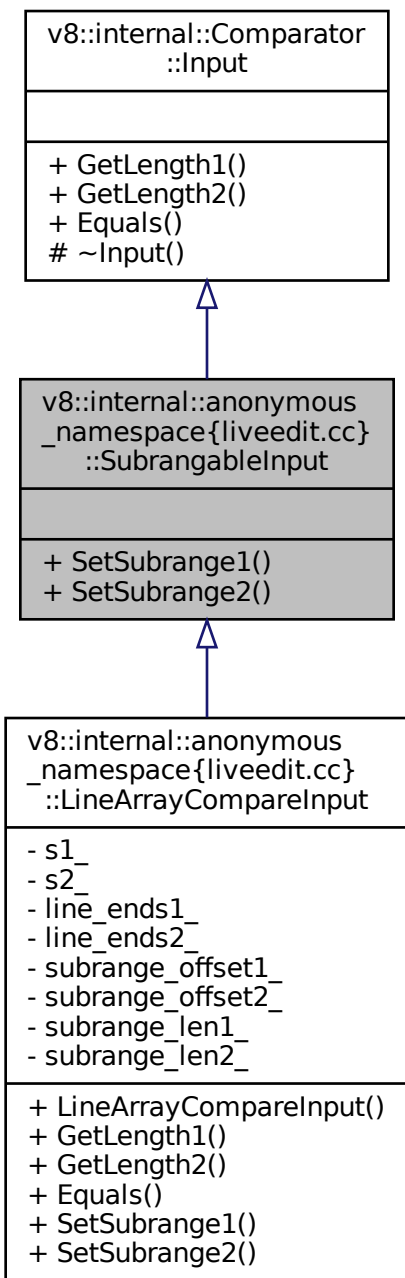 v8::internal::Comparator
::Input
+ GetLength1()
+ GetLength2()
+ Equals()
# ~Input()
v8::internal::anonymous
_namespace{liveedit.cc}
::SubrangableInput
+ SetSubrange1()
+ SetSubrange2()
v8::internal::anonymous
_namespace{liveedit.cc}
::LineArrayCompareInput
- s1_
- s2_
- line_ends1_
- line_ends2_
- subrange_offset1_
- subrange_offset2_
- subrange_len1_
- subrange_len2_
+ LineArrayCompareInput()
+ GetLength1()
+ GetLength2()
+ Equals()
+ SetSubrange1()
+ SetSubrange2()